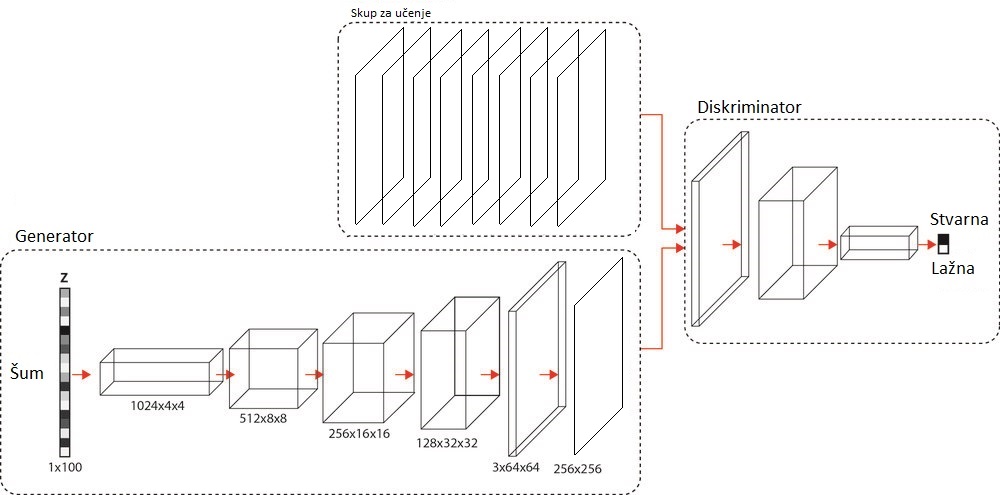 Skup za učenje
Diskriminator
Stvarna
Lažna
Generator
Z
Šum
1x100
1024x4x4
512x8x8
256x16x16
128x32x32
3x64x64
256x256